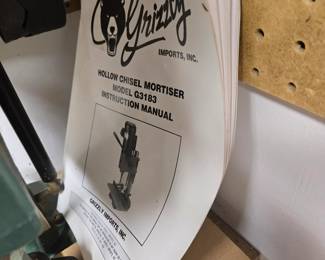 Grizzly
IMPORTS, INC.
HOLLOW CHISEL MORTISER
MODEL G3183
INSTRUCTION MANUAL
GRIZZLY IMPORTS, INC.